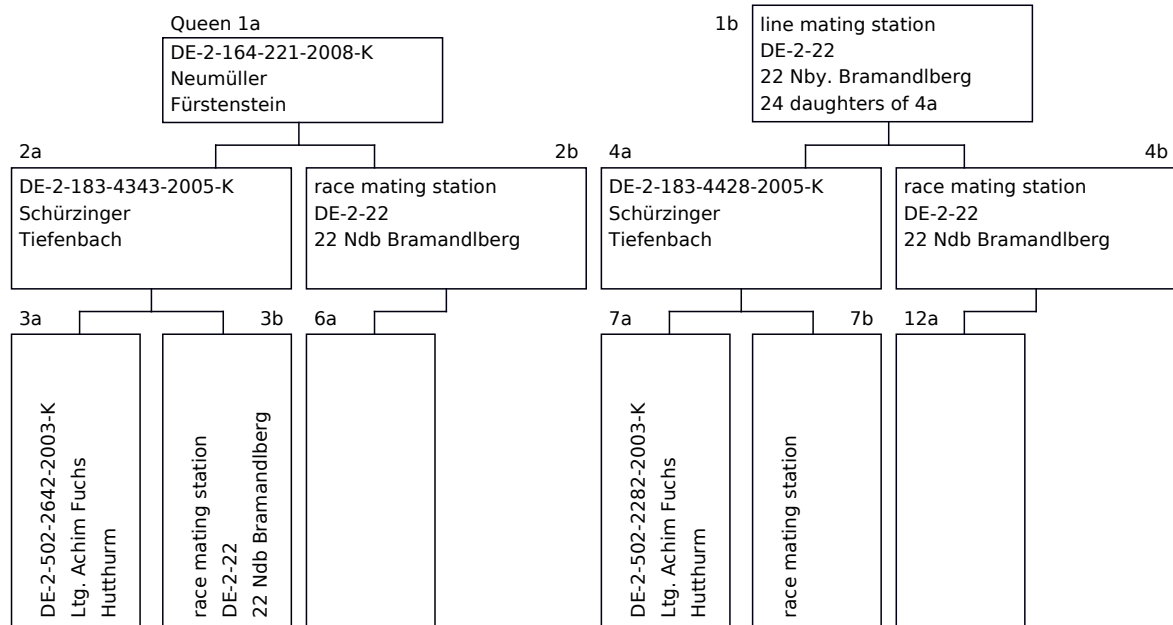 Queen 1a
DE-2-164-221-2008-K
Neumüller
Fürstenstein
1b
line mating station
DE-2-22
22 Nby. Bramandlberg
24 daughters of 4a
2a
DE-2-183-4343-2005-K
Schürzinger
Tiefenbach
2b
race mating station
DE-2-22
22 Ndb Bramandlberg
4a
DE-2-183-4428-2005-K
Schürzinger
Tiefenbach
4b
race mating station
DE-2-22
22 Ndb Bramandlberg
3a
DE-2-502-2642-2003-K
Ltg. Achim Fuchs
Hutthurm
3b
race mating station
DE-2-22
22 Ndb Bramandlberg
6a
7a
DE-2-502-2282-2003-K
Ltg. Achim Fuchs
Hutthurm
7b
race mating station
12a